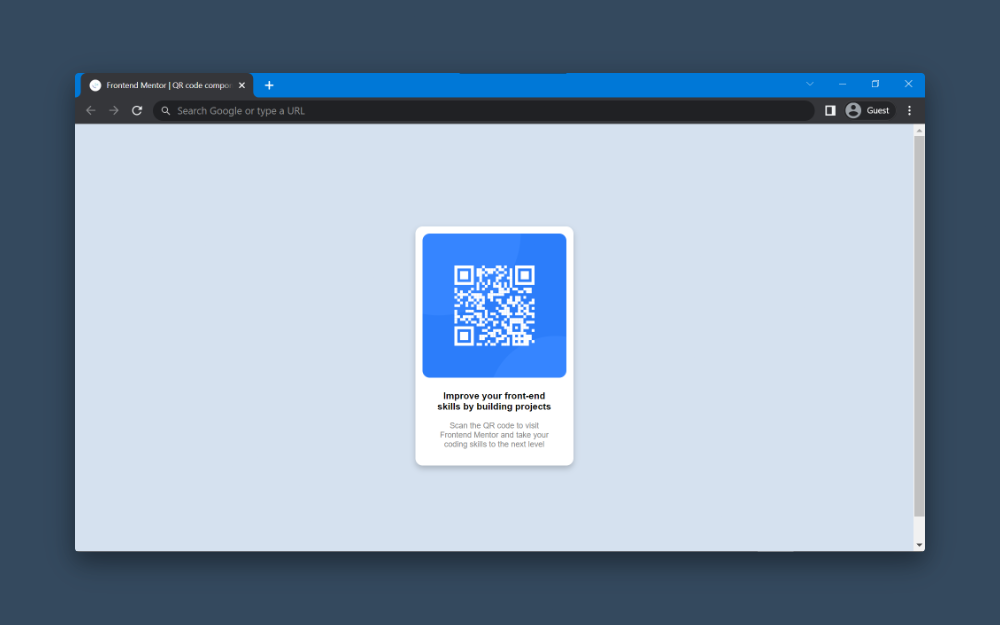 Frontend Mentor | QR code compo
Search Google or type a URL
Guest
Improve your front-end
skills by building projects
Scan the QR code to visit
Frontend Mentor and take your
coding skills to the next level